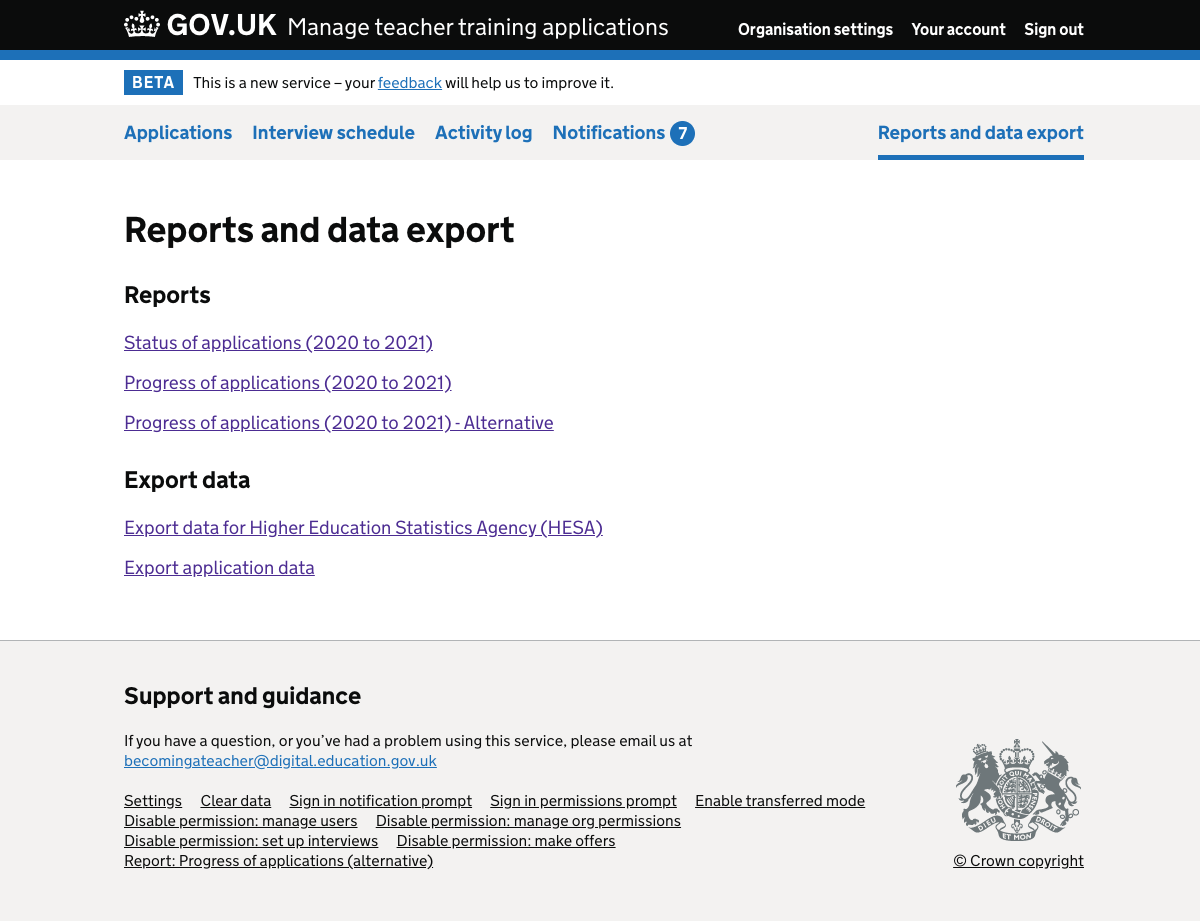 GOV.UK Manage teacher training applications Organisation settings Your account Sign out
BETA This is a new service – your feedback will help us to improve it.
Applications Interview schedule Activity log Notifications 7 Reports and data export
Reports and data export
Reports
Status of applications (2020 to 2021)
Progress of applications (2020 to 2021)
Progress of applications (2020 to 2021) - Alternative
Export data
Export data for Higher Education Statistics Agency (HESA)
Export application data
Support and guidance
If you have a question, or you’ve had a problem using this service, please email us at
becomingateacher@digital.education.gov.uk
Settings Clear data Sign in notification prompt Sign in permissions prompt Enable transferred mode
Disable permission: manage users Disable permission: manage org permissions
Disable permission: set up interviews Disable permission: make offers
Report: Progress of applications (alternative)
DIEU ET MON DROIT
© Crown copyright